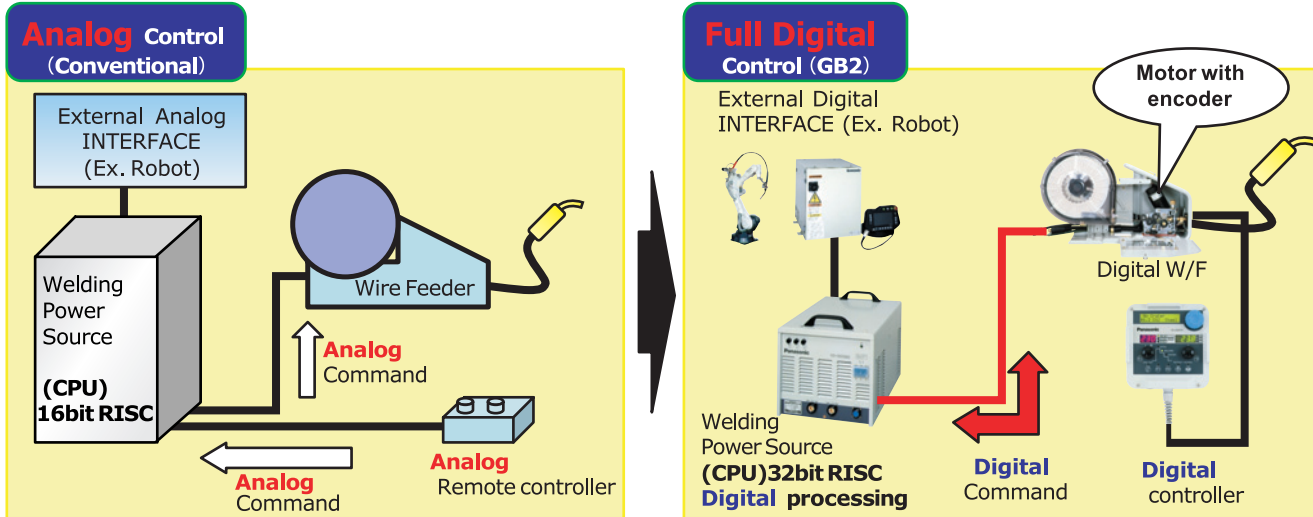 Analog Control
(Conventional)
External Analog
INTERFACE
(Ex. Robot)
Welding
Power
Source
(CPU)
16bit RISC
Wire Feeder
Analog
Command
Analog
Command
Analog
Remote controller
Full Digital
Control (GB2)
External Digital
INTERFACE (Ex. Robot)
Motor with
encoder
Digital W/F
Panasonic
Welding
Power Source
(CPU)32bit RISC
Digital processing
Digital
Command
Digital
controller